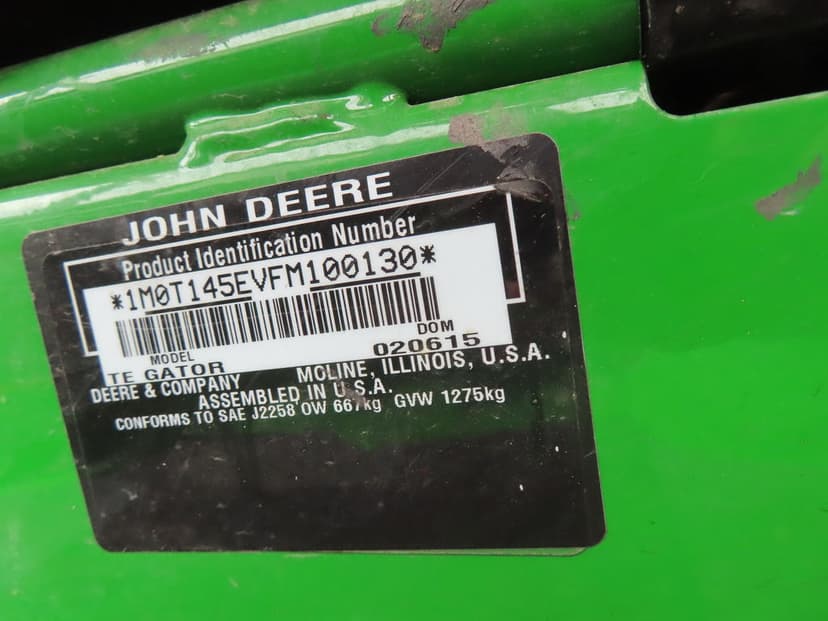 JOHN DEERE
Product Identification Number
*1M0T145EVFM100130*
MODEL DOM
TE GATOR 020615
DEERE & COMPANY MOLINE, ILLINOIS, U.S.A.
ASSEMBLED IN U.S.A.
CONFORMS TO SAE J2258 OW 667kg GVW 1275kg